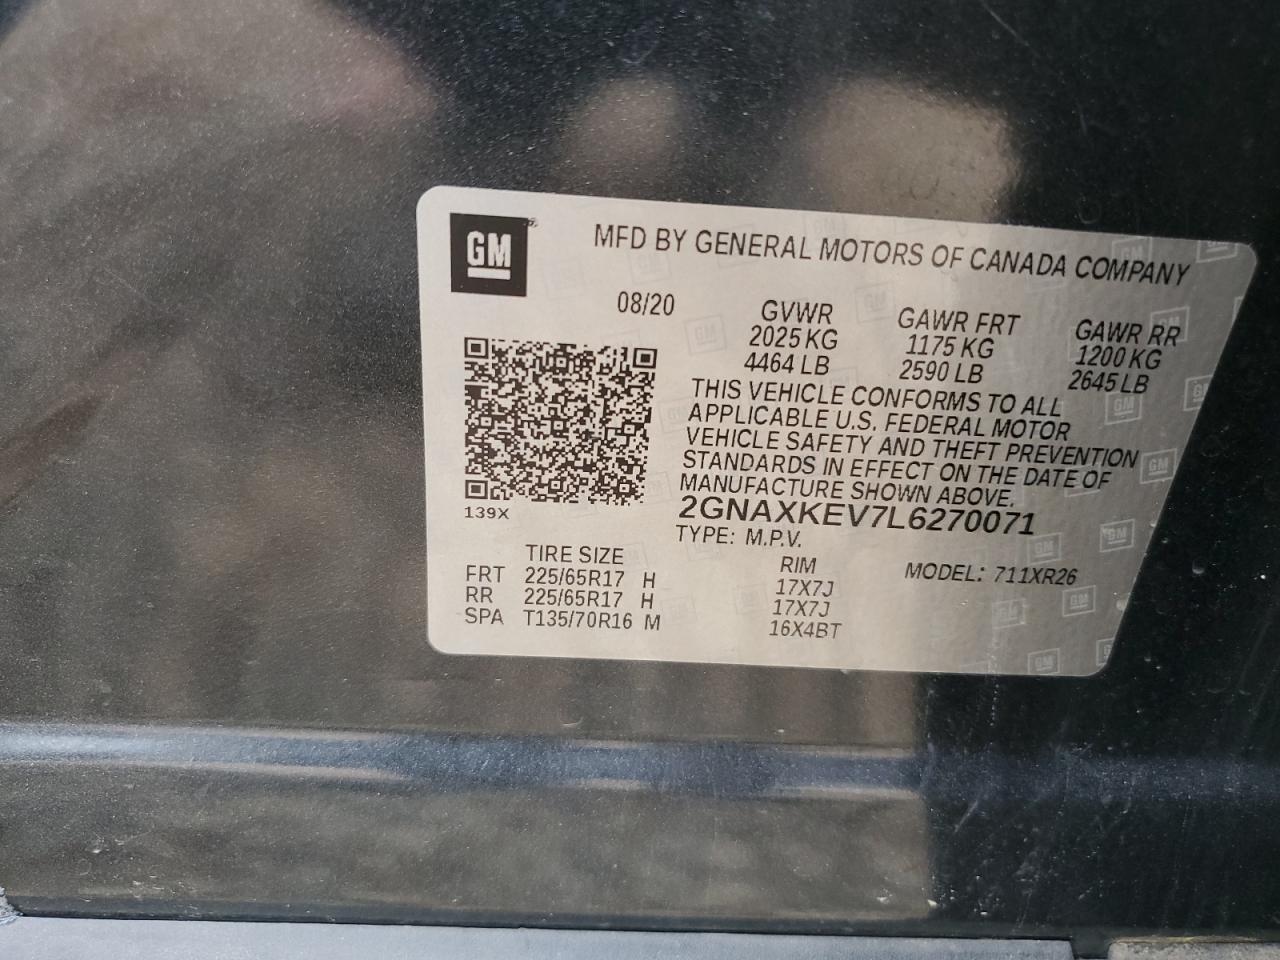 GM
MFD BY GENERAL MOTORS OF CANADA COMPANY
08/20 GVWR GAWR FRT GAWR RR
2025 KG 1175 KG 1200 KG
4464 LB 2590 LB 2645 LB
THIS VEHICLE CONFORMS TO ALL
APPLICABLE U.S. FEDERAL MOTOR
VEHICLE SAFETY AND THEFT PREVENTION
STANDARDS IN EFFECT ON THE DATE OF
MANUFACTURE SHOWN ABOVE.
139X 2GNAXKEV7L6270071
TYPE: M.P.V.
TIRE SIZE RIM MODEL: 711XR26
FRT 225/65R17 H 17X7J
RR 225/65R17 H 17X7J
SPA T135/70R16 M 16X4BT